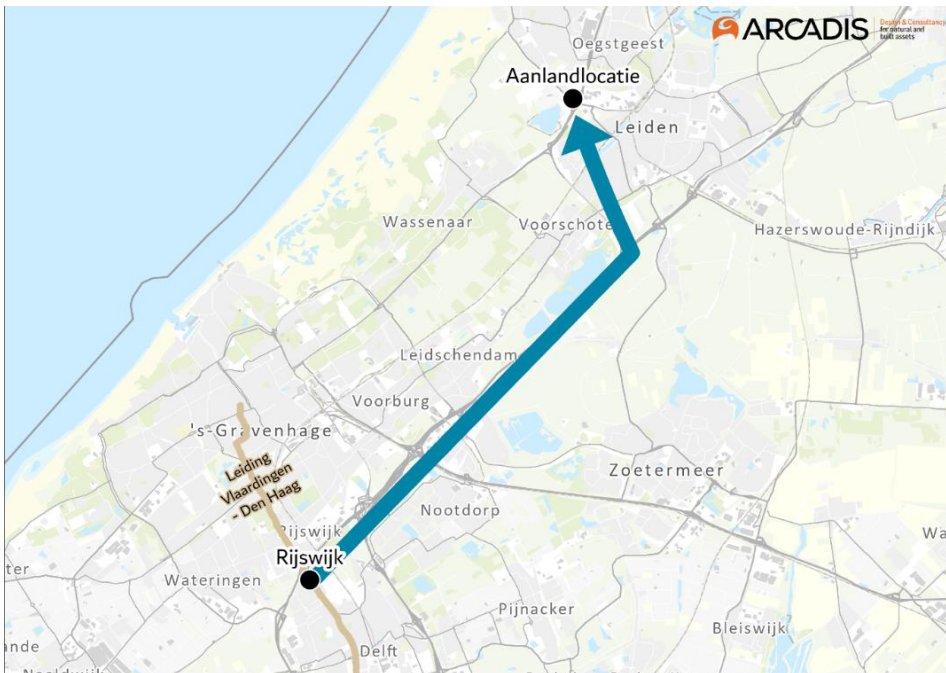 ARCADIS
Design & Consultancy
for natural and
built assets
Oegstgeest
Aanlandlocatie
Leiden
Wassenaar
Voorschoten
Hazerswoude-Rijndijk
Leidschendam
Voorburg
's-Gravenhage
Leiding
Vlaardingen
- Den Haag
Zoetermeer
Nootdorp
Rijswijk
Rijswijk
Wateringen
Pijnacker
Bleiswijk
Delft